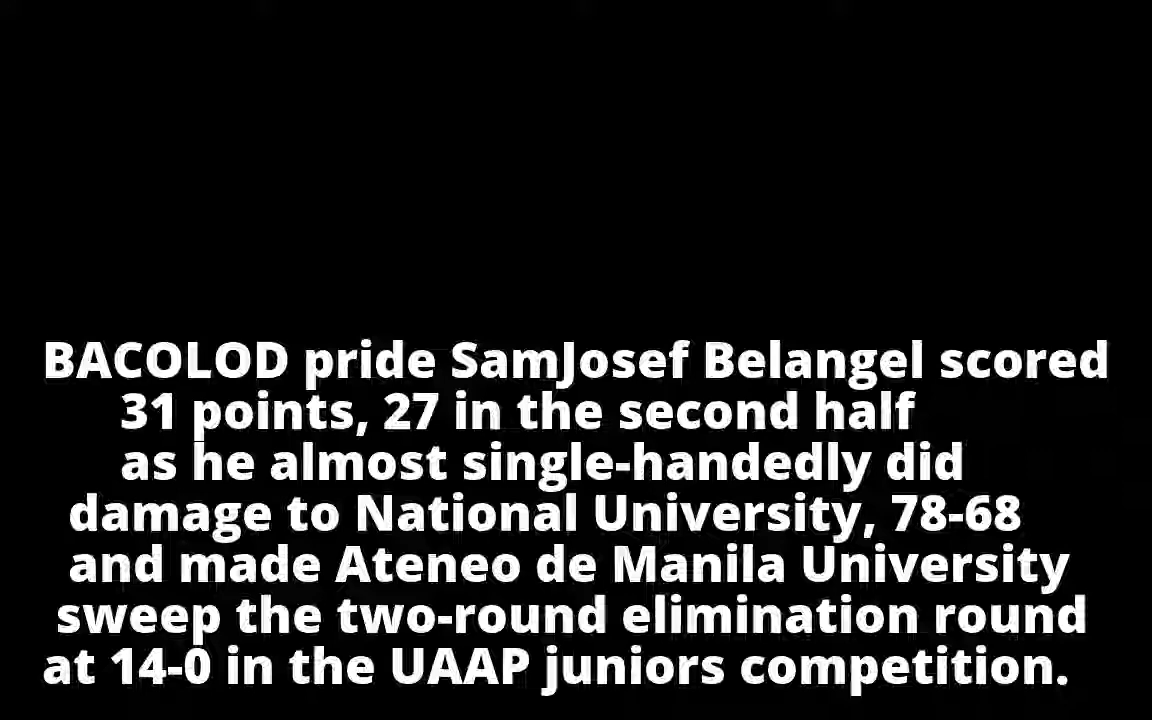 BACOLOD pride SamJosef Belangel scored
31 points, 27 in the second half
as he almost single-handedly did
damage to National University, 78-68
and made Ateneo de Manila University
sweep the two-round elimination round
at 14-0 in the UAAP juniors competition.